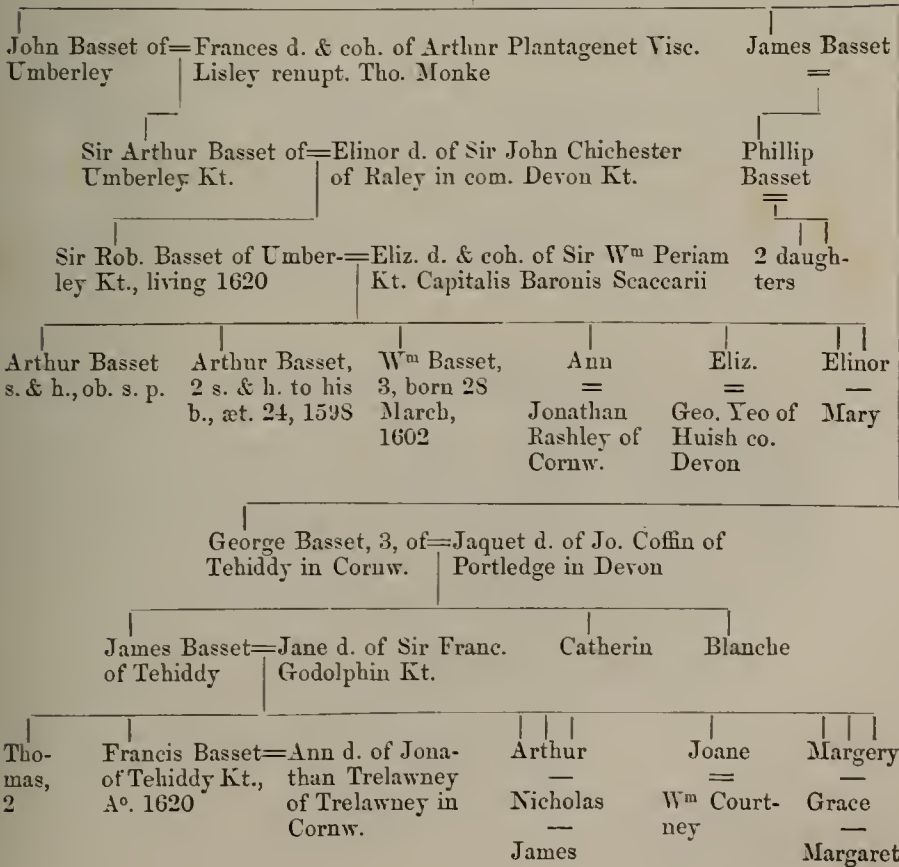 John Basset of=Frances d. & coh. of Arthur Plantagenet Visc.
Umberley
Lisley renupt. Tho. Monke
James Basset
=
Sir Arthur Basset of=Elinor d. of Sir John Chichester
Umberley Kt.
of Raley in com. Devon Kt.
Phillip
Basset
=
Sir Rob. Basset of Umber-=Eliz. d. & coh. of Sir Wm Periam
ley Kt., living 1620
Kt. Capitalis Baronis Scaccarii
2 daugh-
ters
Arthur Basset
s. & h., ob. s. p.
Arthur Basset,
2 s. & h. to his
b., æt. 24, 1598
Wm Basset,
3, born 28
March,
1602
Ann
=
Jonathan
Rashley of
Cornw.
Eliz.
=
Geo. Yeo of
Huish co.
Devon
Elinor
—
Mary
George Basset, 3, of=Jaquet d. of Jo. Coffin of
Tehiddy in Cornw.
Portledge in Devon
James Basset=Jane d. of Sir Franc.
of Tehiddy
Godolphin Kt.
Catherin
Blanche
Tho-
mas,
2
Francis Basset=Ann d. of Jona-
of Tehiddy Kt.,
than Trelawney
Aº. 1620
of Trelawney in
Cornw.
Arthur
—
Nicholas
—
James
Joane
=
Wm Court-
ney
Margery
—
Grace
—
Margaret